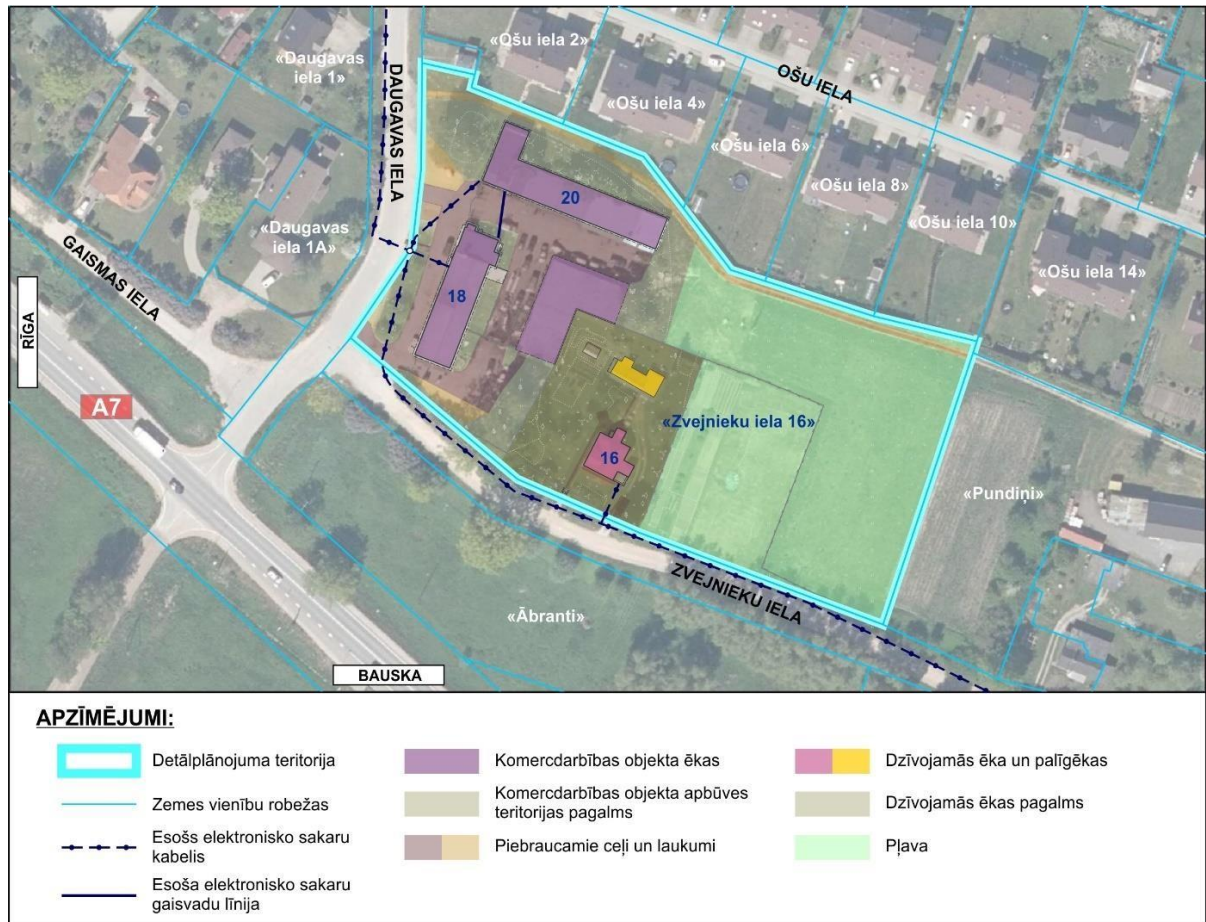 «Ošu iela 2»
«Daugavas
iela 1»
DAUGAVAS IELA
OŠU IELA
«Ošu iela 4»
«Ošu iela 6»
«Ošu iela 8»
«Ošu iela 10»
«Ošu iela 14»
20
«Daugavas
iela 1A»
GAISMAS IELA
18
RĪGA
A7
«Zvejnieku iela 16»
16
«Pundiņi»
ZVEJNIEKU IELA
«Ābranti»
BAUSKA
APZĪMĒJUMI:
Detālplānojuma teritorija
Zemes vienību robežas
Esošs elektronisko sakaru
kabelis
Esoša elektronisko sakaru
gaisvadu līnija
Komercdarbības objekta ēkas
Komercdarbības objekta apbūves
teritorijas pagalms
Piebraucamie ceļi un laukumi
Dzīvojamās ēka un palīgēkas
Dzīvojamās ēkas pagalms
Pļava